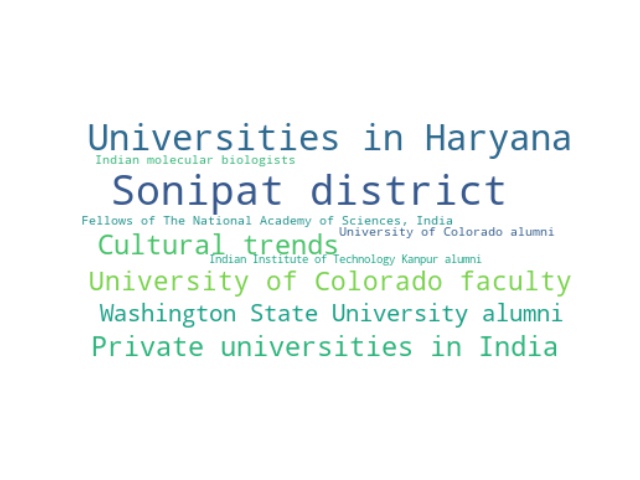 Universities in Haryana
Indian molecular biologists
Sonipat district
Fellows of The National Academy of Sciences, India
University of Colorado alumni
Cultural trends
Indian Institute of Technology Kanpur alumni
University of Colorado faculty
Washington State University alumni
Private universities in India